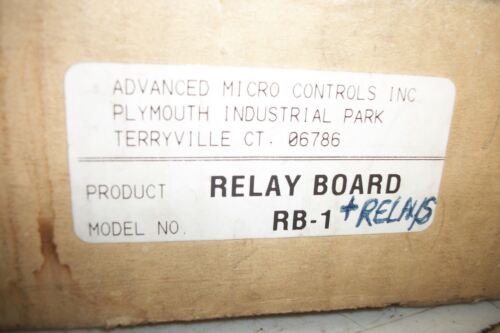 ADVANCED MICRO CONTROLS INC
PLYMOUTH INDUSTRIAL PARK
TERRYVILLE CT. 06786
PRODUCT RELAY BOARD
MODEL NO. RB-1 + RELAYS